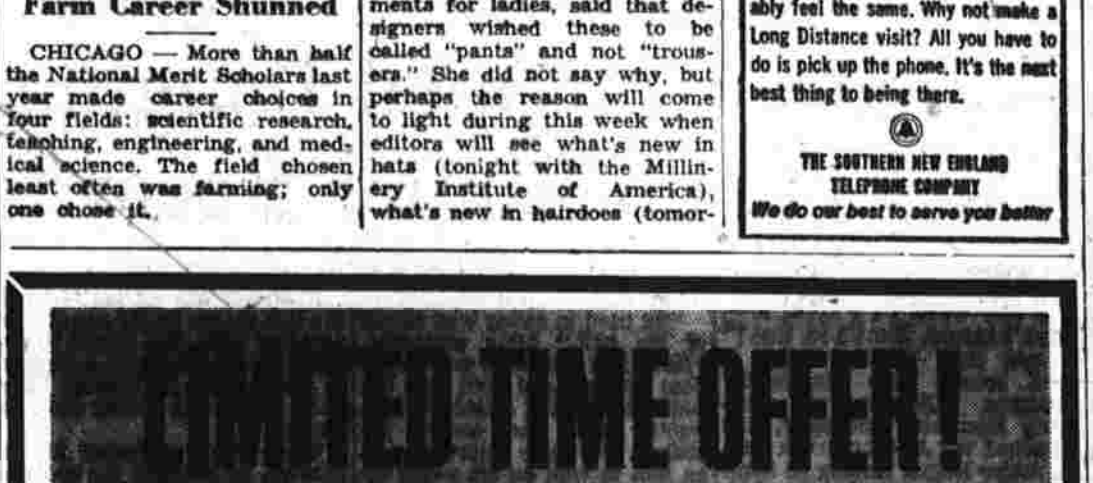 Farm Career Shunned
CHICAGO — More than half
the National Merit Scholars last
year made career choices in
four fields: scientific research,
teaching, engineering, and med-
ical science. The field chosen
least often was farming; only
one chose it.
ments for ladies, said that de-
signers wished these to be
called "pants" and not "trous-
ers." She did not say why, but
perhaps the reason will come
to light during this week when
editors will see what's new in
hats (tonight with the Millin-
ery Institute of America),
what's new in hairdoes (tomor-
ably feel the same. Why not make a
Long Distance visit? All you have to
do is pick up the phone. It's the next
best thing to being there.
THE SOUTHERN NEW ENGLAND
TELEPHONE COMPANY
We do our best to serve you better
LIMITED TIME OFFER!